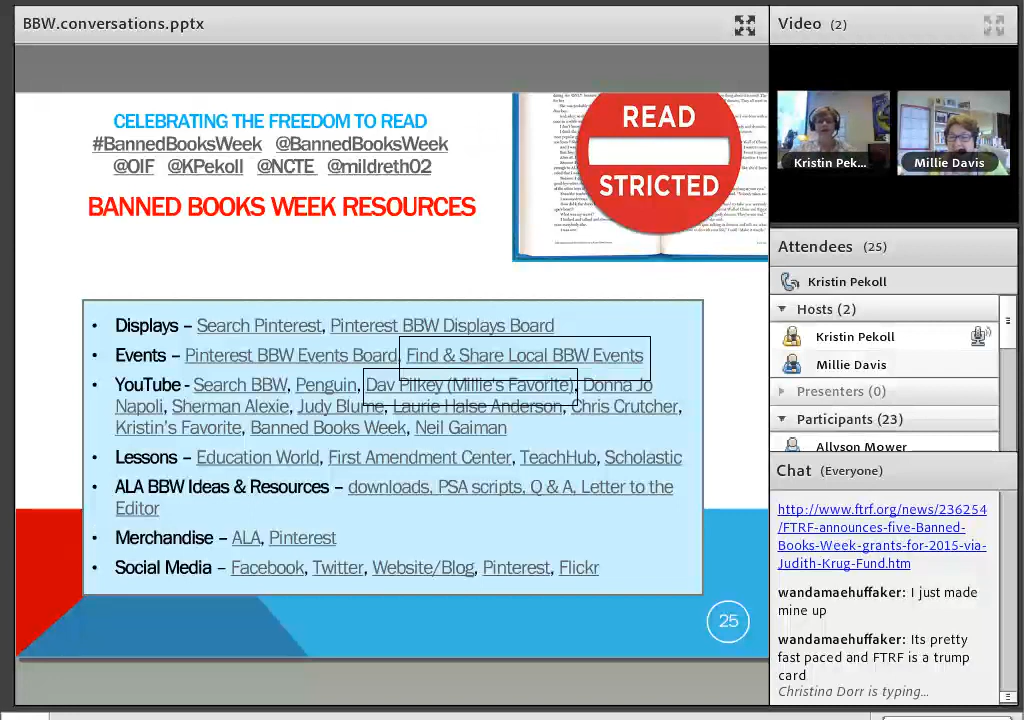 BBW.conversations.pptx
CELEBRATING THE FREEDOM TO READ
#BannedBooksWeek @BannedBooksWeek
@OIF @KPekoll @NCTE @mildreth02
BANNED BOOKS WEEK RESOURCES
READ
STRICTED
• Displays – Search Pinterest, Pinterest BBW Displays Board
• Events – Pinterest BBW Events Board, Find & Share Local BBW Events
• YouTube - Search BBW, Penguin, Dav Pilkey (Millie's Favorite), Donna Jo
Napoli, Sherman Alexie, Judy Blume, Laurie Halse Anderson, Chris Crutcher,
Kristin's Favorite, Banned Books Week, Neil Gaiman
• Lessons – Education World, First Amendment Center, TeachHub, Scholastic
• ALA BBW Ideas & Resources – downloads, PSA scripts, Q & A, Letter to the
Editor
• Merchandise – ALA, Pinterest
• Social Media – Facebook, Twitter, Website/Blog, Pinterest, Flickr
25
Video (2)
Kristin Pek...
Millie Davis
Attendees (25)
Kristin Pekoll
Hosts (2)
Kristin Pekoll
Millie Davis
Presenters (0)
Participants (23)
Allyson Mower
Chat (Everyone)
http://www.ftrf.org/news/236254
/FTRF-announces-five-Banned-
Books-Week-grants-for-2015-via-
Judith-Krug-Fund.htm
wandamaehuffaker: I just made
mine up
wandamaehuffaker: Its pretty
fast paced and FTRF is a trump
card
Christina Dorr is typing...